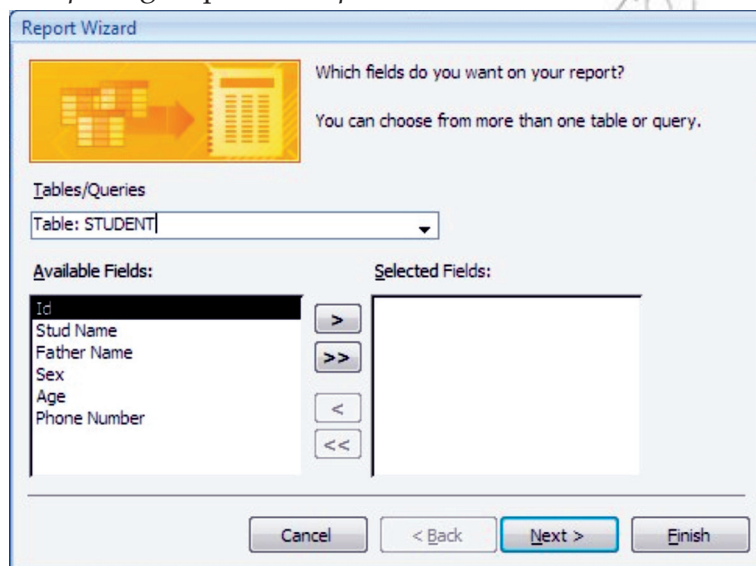 Report Wizard
Which fields do you want on your report?
You can choose from more than one table or query.
Tables/Queries
Table: STUDENT
Available Fields:
Selected Fields:
Id
Stud Name
Father Name
Sex
Age
Phone Number
>
>>
<
<<
Cancel
< Back
Next >
Finish